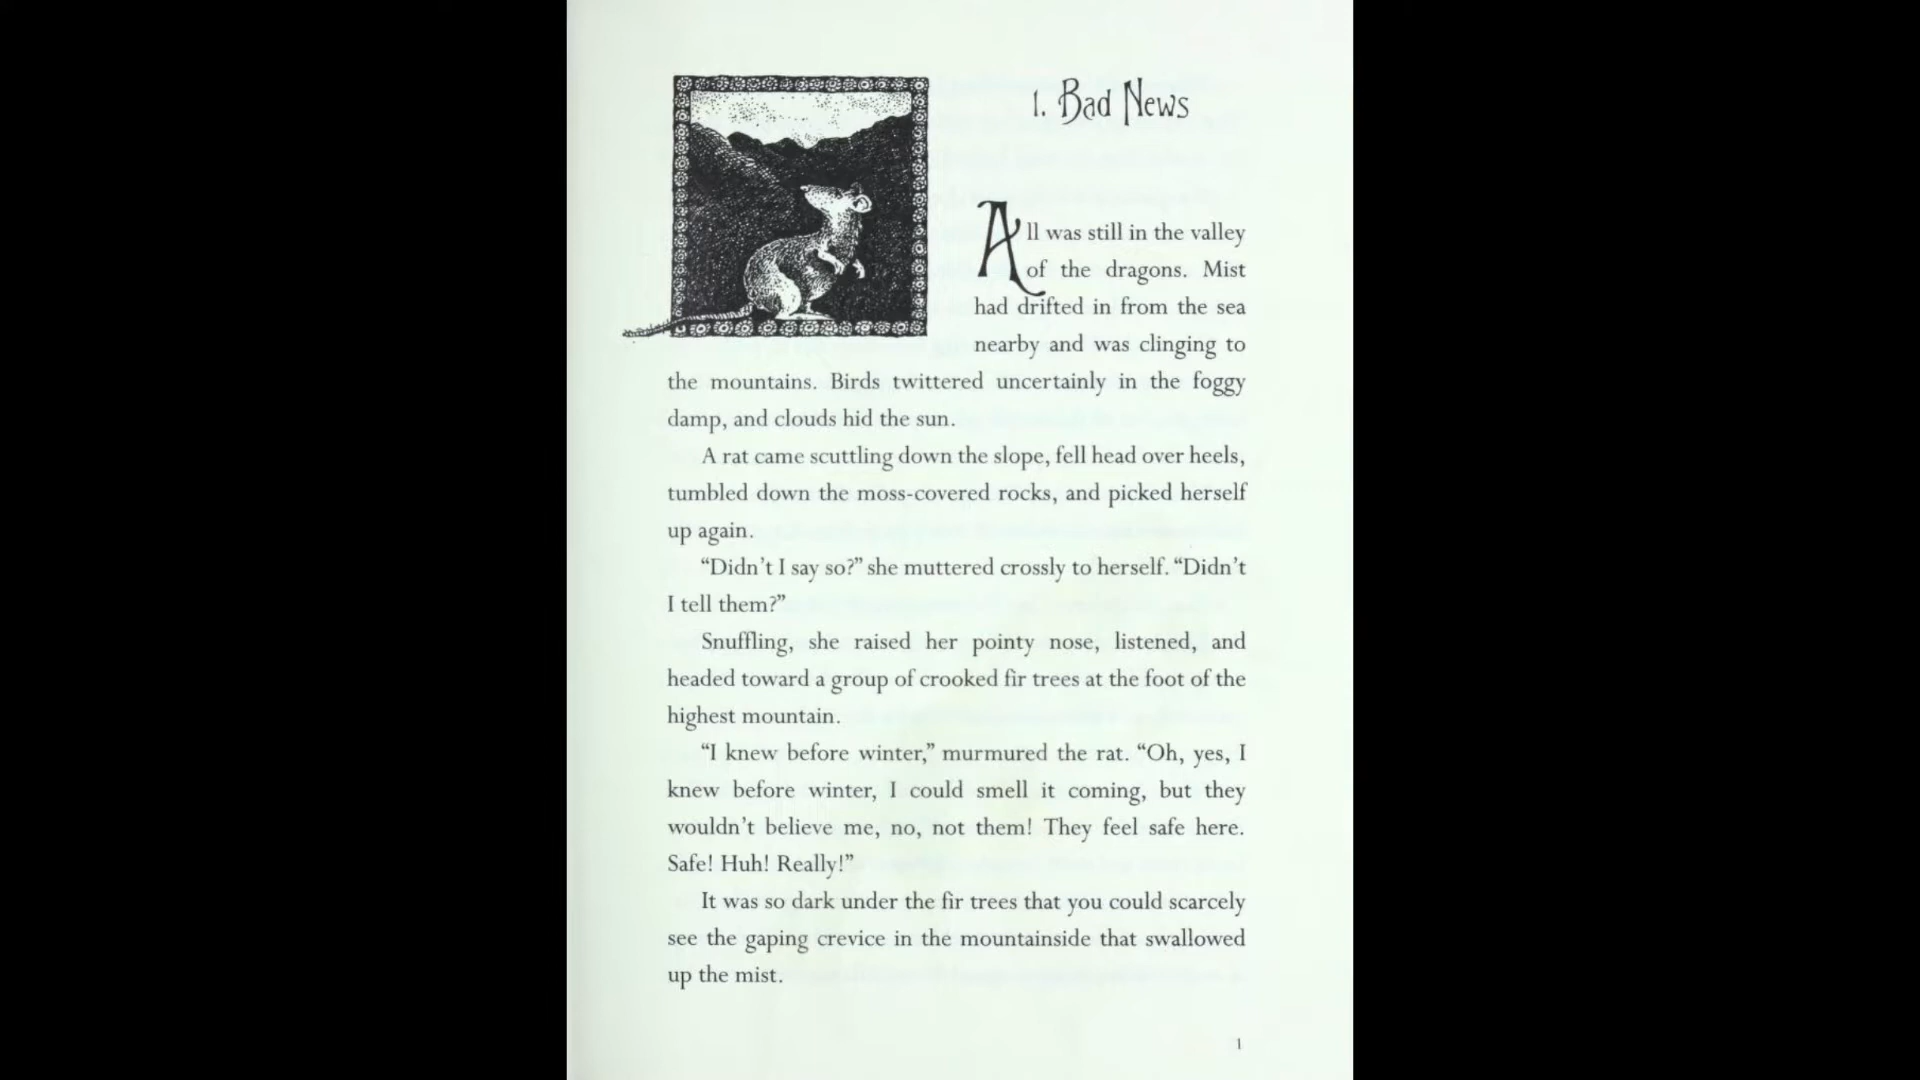 1. Bad News
All was still in the valley
of the dragons. Mist
had drifted in from the sea
nearby and was clinging to
the mountains. Birds twittered uncertainly in the foggy
damp, and clouds hid the sun.
A rat came scuttling down the slope, fell head over heels,
tumbled down the moss-covered rocks, and picked herself
up again.
“Didn’t I say so?” she muttered crossly to herself. “Didn’t
I tell them?”
Snuffling, she raised her pointy nose, listened, and
headed toward a group of crooked fir trees at the foot of the
highest mountain.
“I knew before winter,” murmured the rat. “Oh, yes, I
knew before winter, I could smell it coming, but they
wouldn’t believe me, no, not them! They feel safe here.
Safe! Huh! Really!”
It was so dark under the fir trees that you could scarcely
see the gaping crevice in the mountainside that swallowed
up the mist.
1